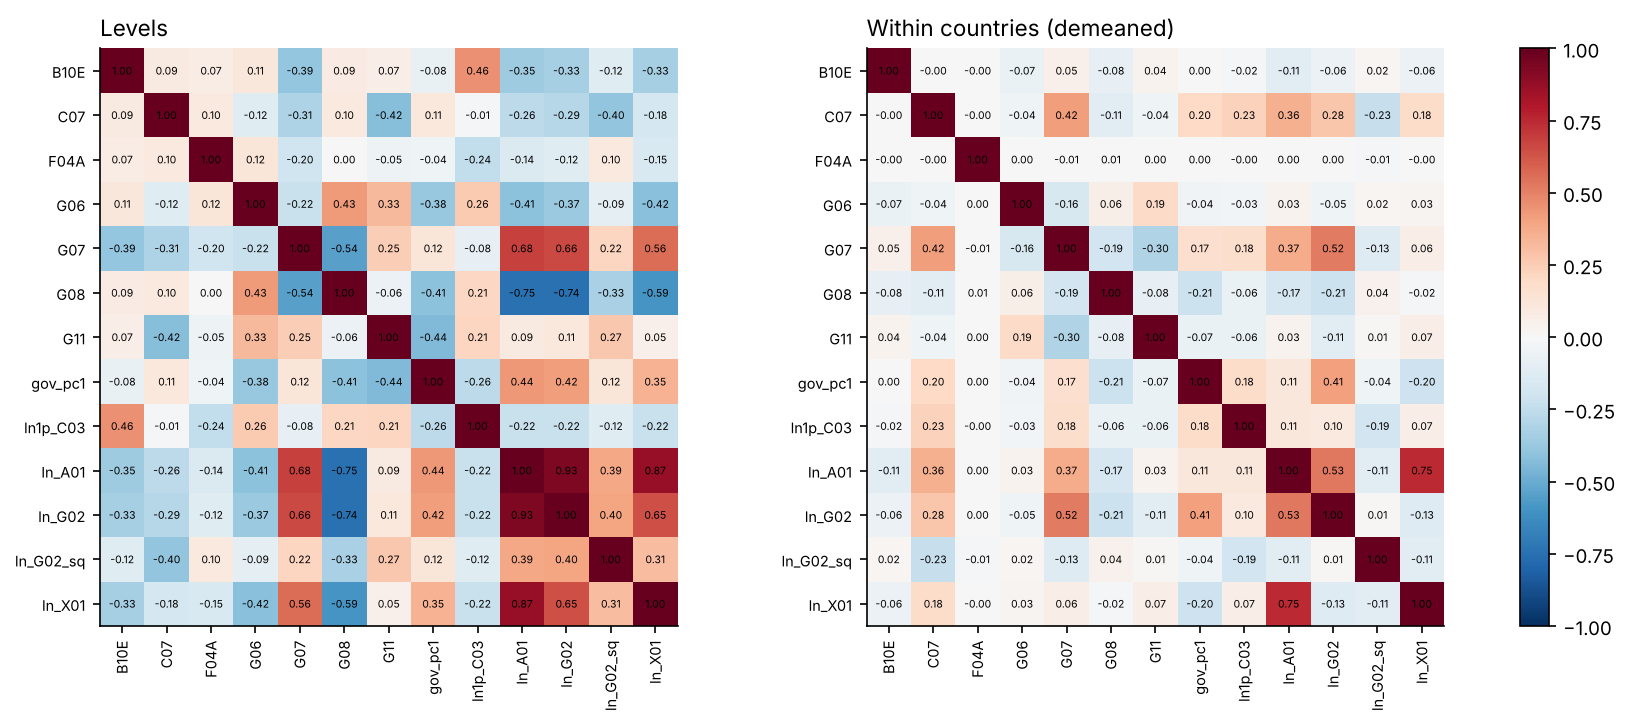 Levels
B10E 1.00 0.09 0.07 0.11 -0.39 0.09 0.07 -0.08 0.46 -0.35 -0.33 -0.12 -0.33
C07 0.09 1.00 0.10 -0.12 -0.31 0.10 -0.42 0.11 -0.01 -0.26 -0.29 -0.40 -0.18
F04A 0.07 0.10 1.00 0.12 -0.20 0.00 -0.05 -0.04 -0.24 -0.14 -0.12 0.10 -0.15
G06 0.11 -0.12 0.12 1.00 -0.22 0.43 0.33 -0.38 0.26 -0.41 -0.37 -0.09 -0.42
G07 -0.39 -0.31 -0.20 -0.22 1.00 -0.54 0.25 0.12 -0.08 0.68 0.66 0.22 0.56
G08 0.09 0.10 0.00 0.43 -0.54 1.00 -0.06 -0.41 0.21 -0.75 -0.74 -0.33 -0.59
G11 0.07 -0.42 -0.05 0.33 0.25 -0.06 1.00 -0.44 0.21 0.09 0.11 0.27 0.05
gov_pc1 -0.08 0.11 -0.04 -0.38 0.12 -0.41 -0.44 1.00 -0.26 0.44 0.42 0.12 0.35
ln1p_C03 0.46 -0.01 -0.24 0.26 -0.08 0.21 0.21 -0.26 1.00 -0.22 -0.22 -0.12 -0.22
ln_A01 -0.35 -0.26 -0.14 -0.41 0.68 -0.75 0.09 0.44 -0.22 1.00 0.93 0.39 0.87
ln_G02 -0.33 -0.29 -0.12 -0.37 0.66 -0.74 0.11 0.42 -0.22 0.93 1.00 0.40 0.65
ln_G02_sq -0.12 -0.40 0.10 -0.09 0.22 -0.33 0.27 0.12 -0.12 0.39 0.40 1.00 0.31
ln_X01 -0.33 -0.18 -0.15 -0.42 0.56 -0.59 0.05 0.35 -0.22 0.87 0.65 0.31 1.00
B10E C07 F04A G06 G07 G08 G11 gov_pc1 ln1p_C03 ln_A01 ln_G02 ln_G02_sq ln_X01
Within countries (demeaned)
B10E 1.00 -0.00 -0.00 -0.07 0.05 -0.08 0.04 0.00 -0.02 -0.11 -0.06 0.02 -0.06
C07 -0.00 1.00 -0.00 -0.04 0.42 -0.11 -0.04 0.20 0.23 0.36 0.28 -0.23 0.18
F04A -0.00 -0.00 1.00 0.00 -0.01 0.01 0.00 0.00 -0.00 0.00 0.00 -0.01 -0.00
G06 -0.07 -0.04 0.00 1.00 -0.16 0.06 0.19 -0.04 -0.03 0.03 -0.05 0.02 0.03
G07 0.05 0.42 -0.01 -0.16 1.00 -0.19 -0.30 0.17 0.18 0.37 0.52 -0.13 0.06
G08 -0.08 -0.11 0.01 0.06 -0.19 1.00 -0.08 -0.21 -0.06 -0.17 -0.21 0.04 -0.02
G11 0.04 -0.04 0.00 0.19 -0.30 -0.08 1.00 -0.07 -0.06 0.03 -0.11 0.01 0.07
gov_pc1 0.00 0.20 0.00 -0.04 0.17 -0.21 -0.07 1.00 0.18 0.11 0.41 -0.04 -0.20
ln1p_C03 -0.02 0.23 -0.00 -0.03 0.18 -0.06 -0.06 0.18 1.00 0.11 0.10 -0.19 0.07
ln_A01 -0.11 0.36 0.00 0.03 0.37 -0.17 0.03 0.11 0.11 1.00 0.53 -0.11 0.75
ln_G02 -0.06 0.28 0.00 -0.05 0.52 -0.21 -0.11 0.41 0.10 0.53 1.00 0.01 -0.13
ln_G02_sq 0.02 -0.23 -0.01 0.02 -0.13 0.04 0.01 -0.04 -0.19 -0.11 0.01 1.00 -0.11
ln_X01 -0.06 0.18 -0.00 0.03 0.06 -0.02 0.07 -0.20 0.07 0.75 -0.13 -0.11 1.00
B10E C07 F04A G06 G07 G08 G11 gov_pc1 ln1p_C03 ln_A01 ln_G02 ln_G02_sq ln_X01
1.00
0.75
0.50
0.25
0.00
−0.25
−0.50
−0.75
−1.00